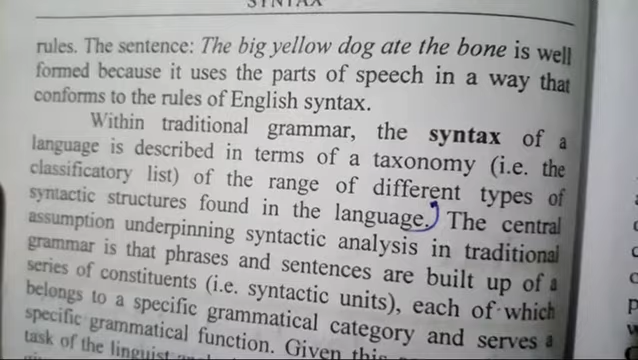 SYNTAX
rules. The sentence: The big yellow dog ate the bone is well
formed because it uses the parts of speech in a way that
conforms to the rules of English syntax.
Within traditional grammar, the syntax of a
language is described in terms of a taxonomy (i.e. the
classificatory list) of the range of different types of
syntactic structures found in the language. The central
assumption underpinning syntactic analysis in traditional
grammar is that phrases and sentences are built up of a
series of constituents (i.e. syntactic units), each of which
belongs to a specific grammatical category and serves a
specific grammatical function. Given this
task of the linguist